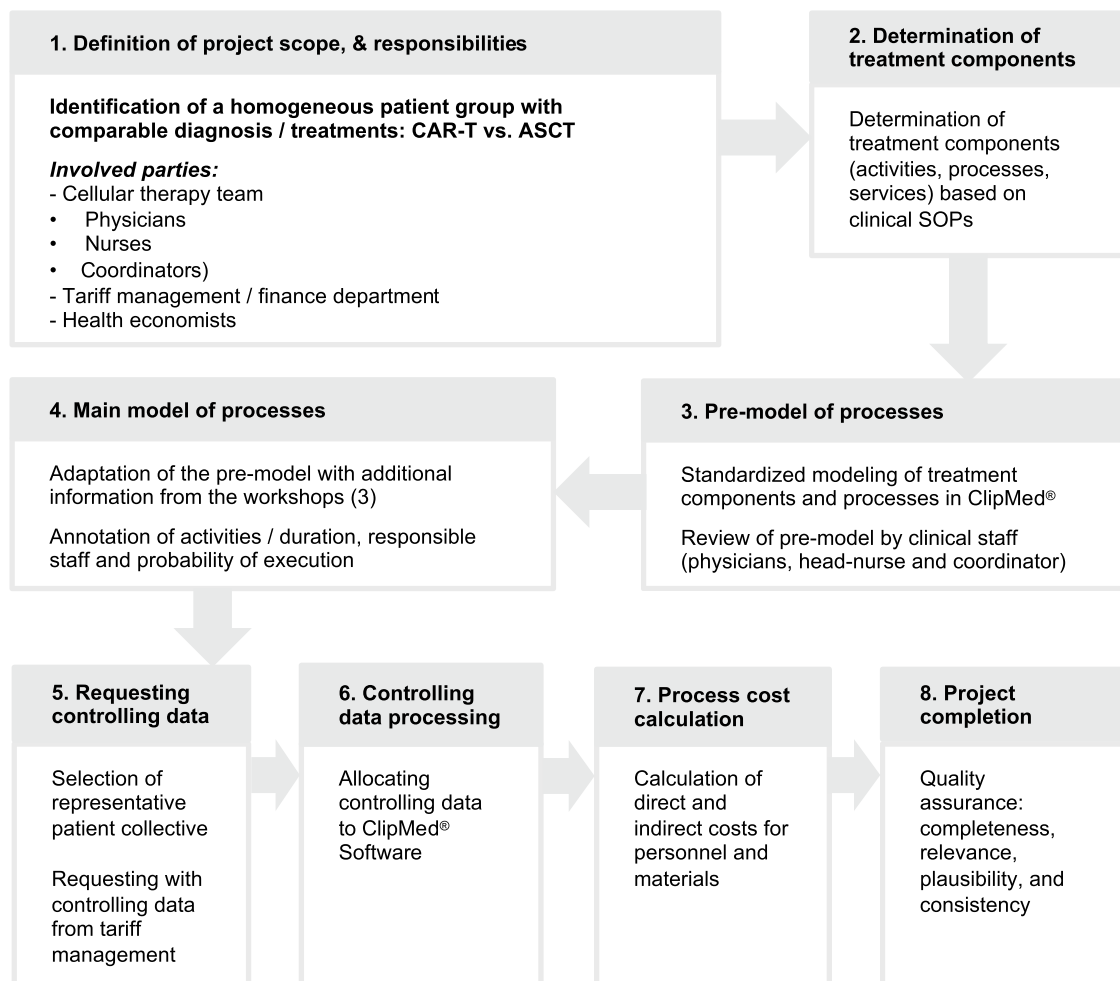 1. Definition of project scope, & responsibilities
Identification of a homogeneous patient group with
comparable diagnosis / treatments: CAR-T vs. ASCT
Involved parties:
- Cellular therapy team
• Physicians
• Nurses
• Coordinators)
- Tariff management / finance department
- Health economists
2. Determination of
treatment components
Determination of
treatment components
(activities, processes,
services) based on
clinical SOPs
3. Pre-model of processes
Standardized modeling of treatment
components and processes in ClipMed®
Review of pre-model by clinical staff
(physicians, head-nurse and coordinator)
4. Main model of processes
Adaptation of the pre-model with additional
information from the workshops (3)
Annotation of activities / duration, responsible
staff and probability of execution
5. Requesting
controlling data
Selection of
representative
patient collective
Requesting with
controlling data
from tariff
management
6. Controlling
data processing
Allocating
controlling data
to ClipMed®
Software
7. Process cost
calculation
Calculation of
direct and
indirect costs for
personnel and
materials
8. Project
completion
Quality
assurance:
completeness,
relevance,
plausibility, and
consistency